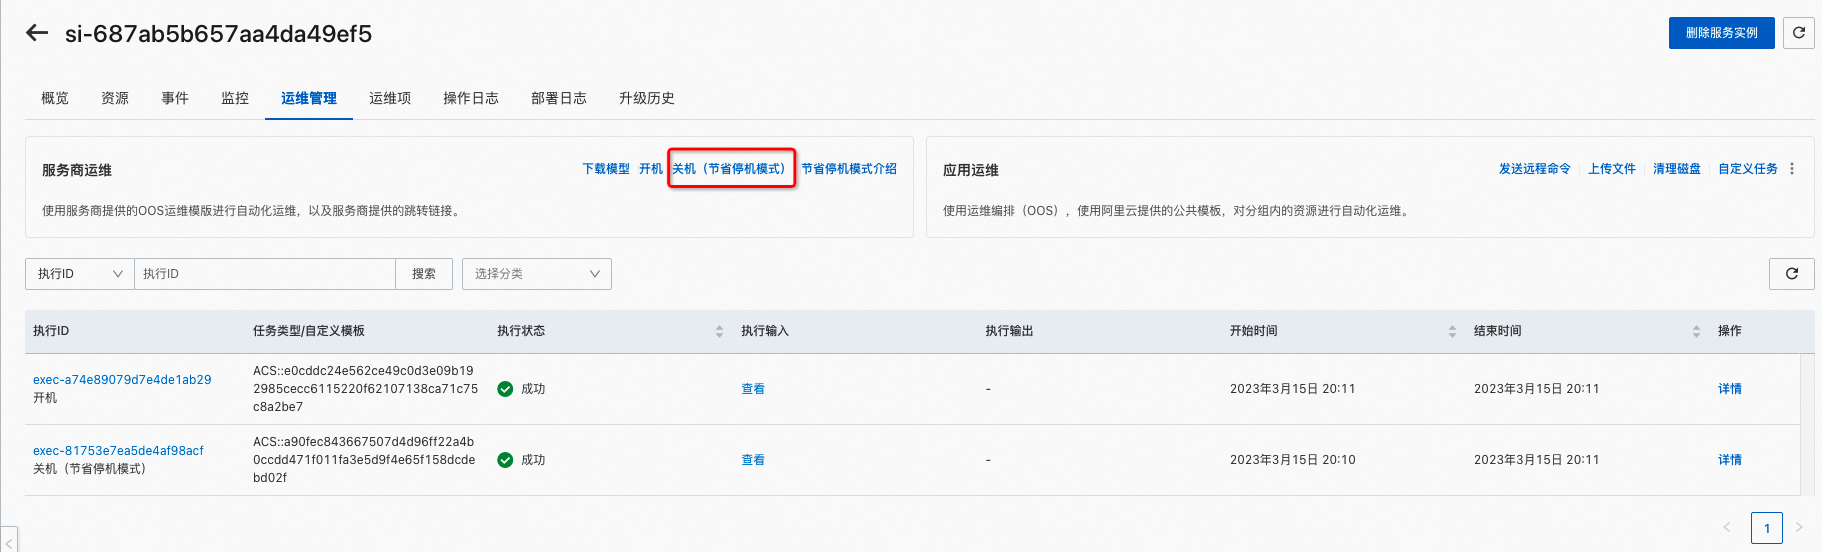 si-687ab5b657aa4da49ef5
删除服务实例
概览 资源 事件 监控 运维管理 运维项 操作日志 部署日志 升级历史
服务商运维
下载模型 开机 关机（节省停机模式） 节省停机模式介绍
使用服务商提供的OOS运维模版进行自动化运维，以及服务商提供的跳转链接。
应用运维
发送远程命令 上传文件 清理磁盘 自定义任务
使用运维编排（OOS），使用阿里云提供的公共模板，对分组内的资源进行自动化运维。
执行ID 执行ID 搜索 选择分类
执行ID 任务类型/自定义模板 执行状态 执行输入 执行输出 开始时间 结束时间 操作
exec-a74e89079d7e4de1ab29
开机
ACS::e0cddc24e562ce49c0d3e09b19
2985cecc6115220f62107138ca71c75
c8a2be7
成功 查看 - 2023年3月15日 20:11 2023年3月15日 20:11 详情
exec-81753e7ea5de4af98acf
关机（节省停机模式）
ACS::a90fec843667507d4d96ff22a4b
0ccdd471f011fa3e5d9f4e65f158dcde
bd02f
成功 查看 - 2023年3月15日 20:10 2023年3月15日 20:11 详情
1